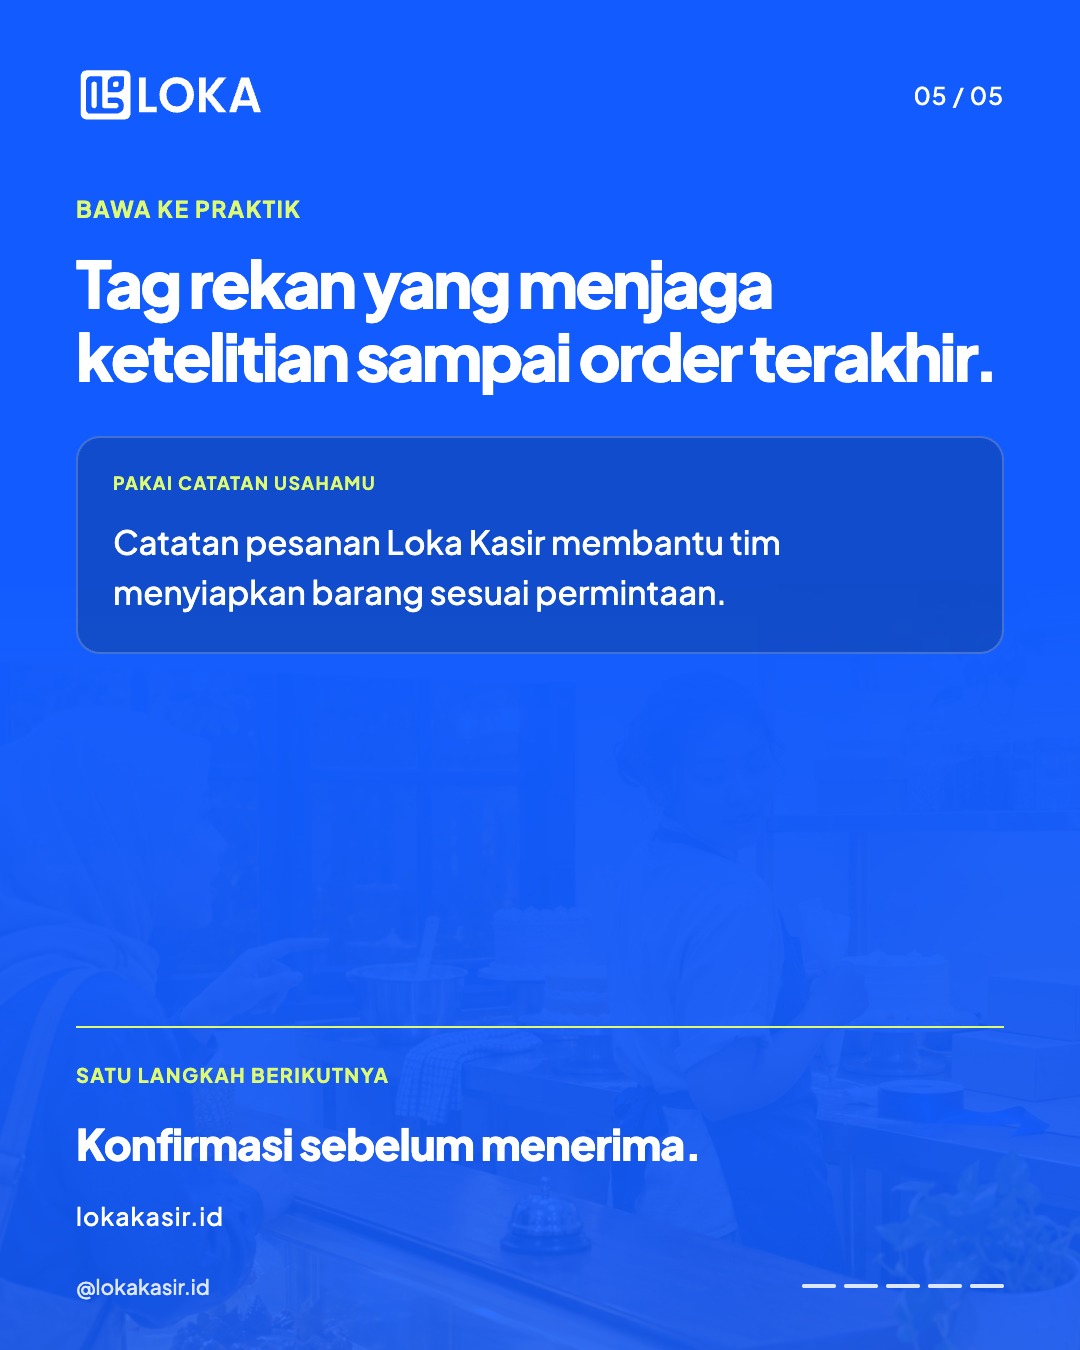 LOKA
05 / 05
BAWA KE PRAKTIK
Tag rekan yang menjaga
ketelitian sampai order terakhir.
PAKAI CATATAN USAHAMU
Catatan pesanan Loka Kasir membantu tim
menyiapkan barang sesuai permintaan.
SATU LANGKAH BERIKUTNYA
Konfirmasi sebelum menerima.
lokakasir.id
@lokakasir.id